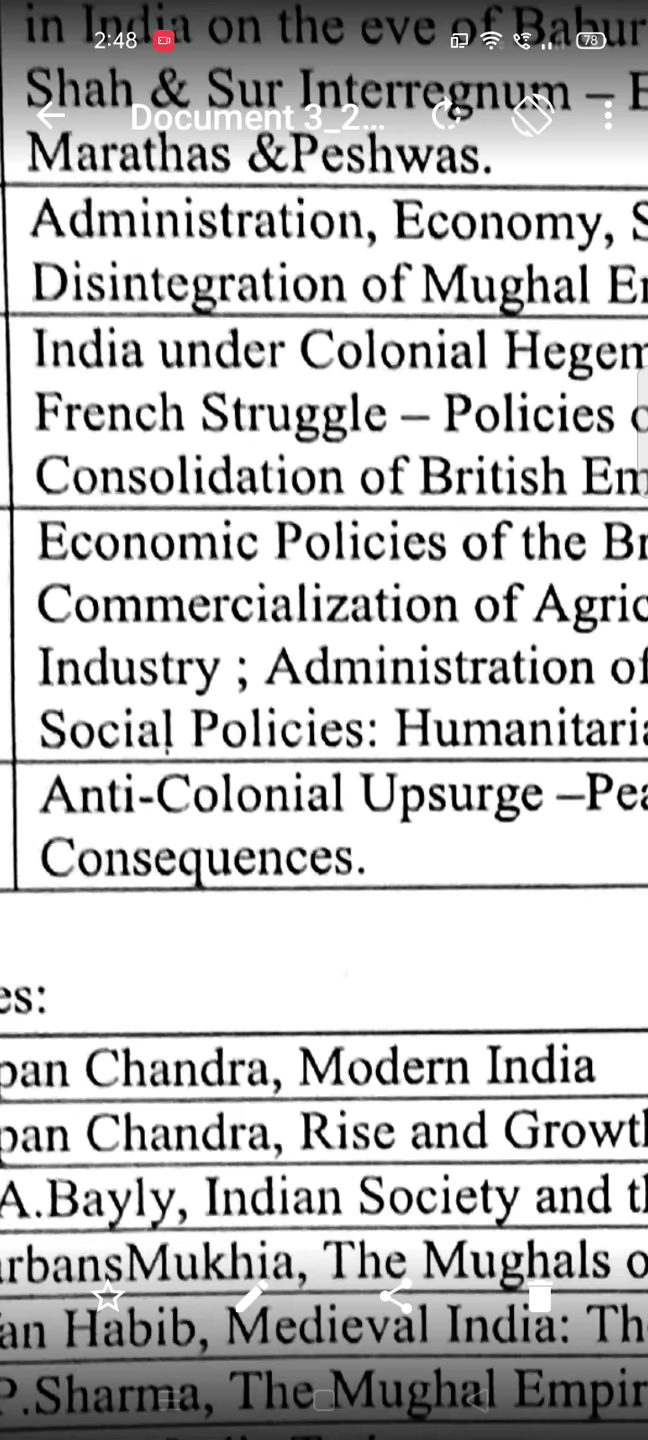 in India on the eve of Babur
2:48
78
Shah & Sur Interregnum –
Document 3_2...
Marathas &Peshwas.
Administration, Economy,
Disintegration of Mughal
India under Colonial
French Struggle – Policies
Consolidation of British
Economic Policies of the
Commercialization of
Industry ; Administration of
Social Policies:
Anti-Colonial Upsurge –
Consequences.
es:
pan Chandra, Modern India
pan Chandra, Rise and
A.Bayly, Indian Society and
rbansMukhia, The Mughals
an Habib, Medieval India:
P.Sharma, The Mughal